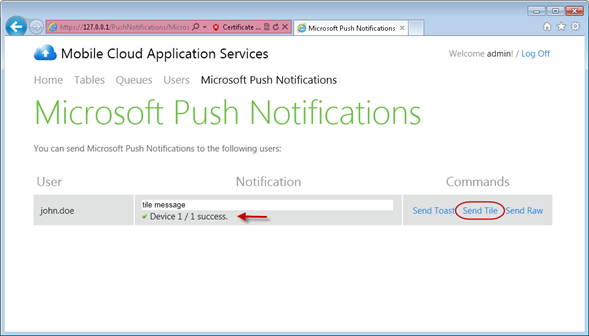 https://127.0.0.1/PushNotifications/Micros
Certificate ...
Microsoft Push Notifications
Mobile Cloud Application Services
Welcome admin! / Log Off
Home Tables Queues Users Microsoft Push Notifications
Microsoft Push Notifications
You can send Microsoft Push Notifications to the following users:
User Notification Commands
john.doe
tile message
Device 1 / 1 success.
Send Toast Send Tile Send Raw